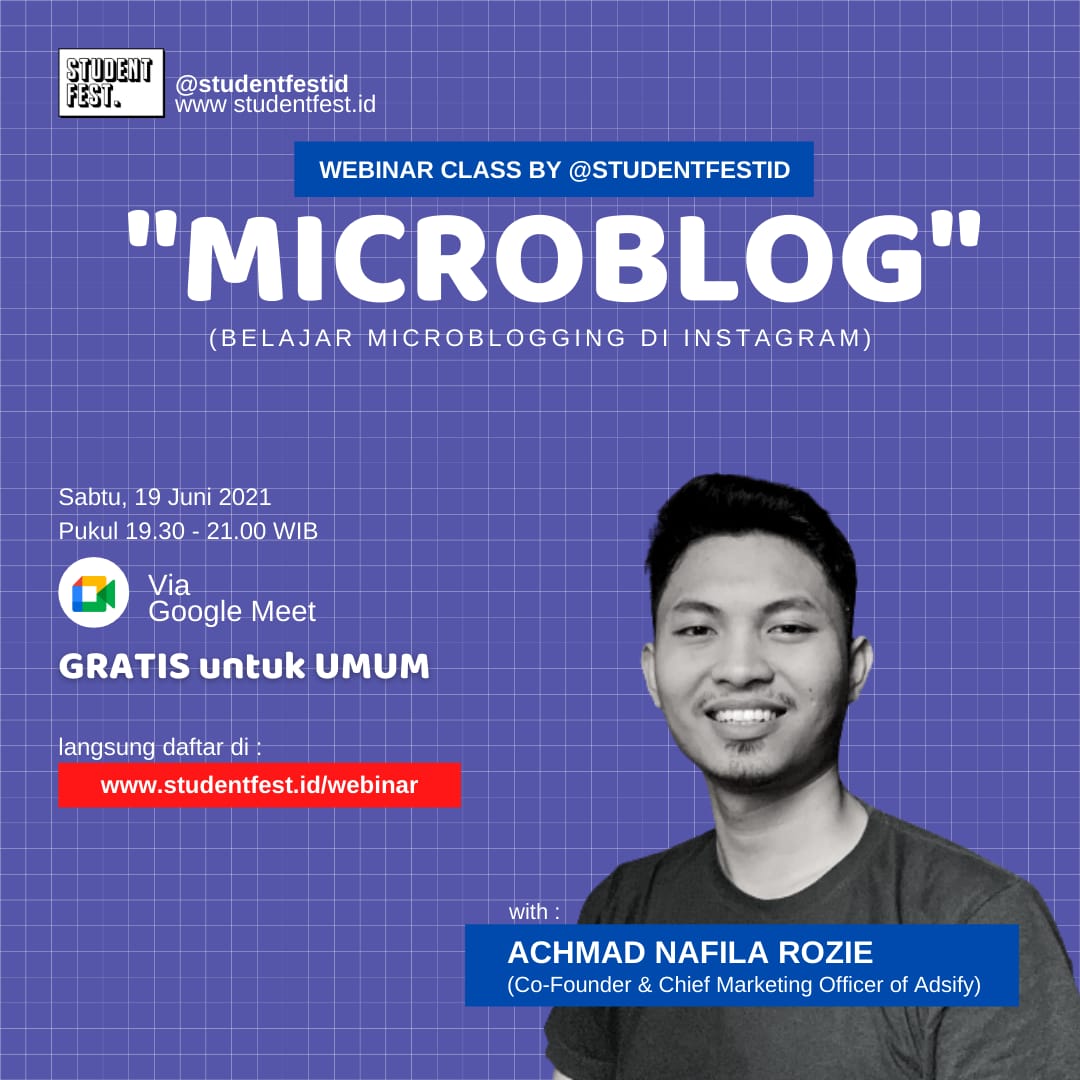 STUDENT
FEST.
@studentfestid
www studentfest.id
WEBINAR CLASS BY @STUDENTFESTID
"MICROBLOG"
(BELAJAR MICROBLOGGING DI INSTAGRAM)
Sabtu, 19 Juni 2021
Pukul 19.30 - 21.00 WIB
Via
Google Meet
GRATIS untuk UMUM
langsung daftar di :
www.studentfest.id/webinar
with :
ACHMAD NAFILA ROZIE
(Co-Founder & Chief Marketing Officer of Adsify)